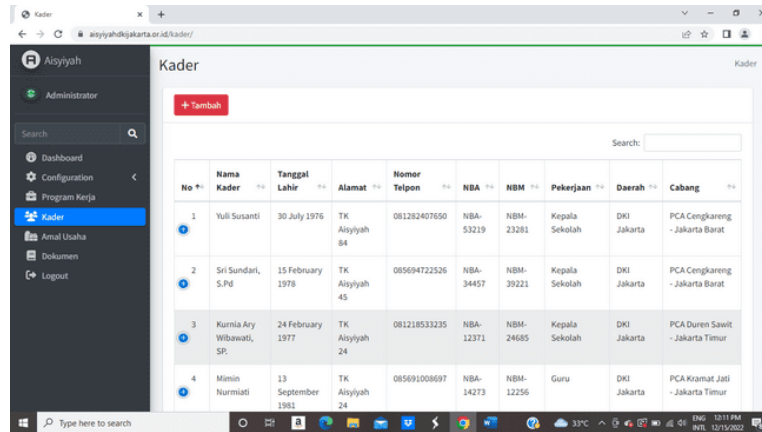 Kader
aisyiyahdkijakarta.or.id/kader/
Aisyiyah
Administrator
Search
Dashboard
Configuration
Program Kerja
Kader
Amal Usaha
Dokumen
Logout
Kader
Kader
+ Tambah
Search:
No Nama Kader Tanggal Lahir Alamat Nomor Telpon NBA NBM Pekerjaan Daerah Cabang
1 Yuli Susanti 30 July 1976 TK Aisyiyah 84 081282407650 NBA-53219 NBM-23281 Kepala Sekolah DKI Jakarta PCA Cengkareng - Jakarta Barat
2 Sri Sundari, S.Pd 15 February 1978 TK Aisyiyah 45 085694722526 NBA-34457 NBM-39221 Kepala Sekolah DKI Jakarta PCA Cengkareng - Jakarta Barat
3 Kurnia Ary Wibawati, SP. 24 February 1977 TK Aisyiyah 24 081218533235 NBA-12371 NBM-24685 Kepala Sekolah DKI Jakarta PCA Duren Sawit - Jakarta Timur
4 Mimin Nurmiati 13 September 1981 TK Aisyiyah 24 085691008697 NBA-14273 NBM-12256 Guru DKI Jakarta PCA Kramat Jati - Jakarta Timur
Type here to search
33°C
ENG 12:11 PM
INTL 12/15/2022